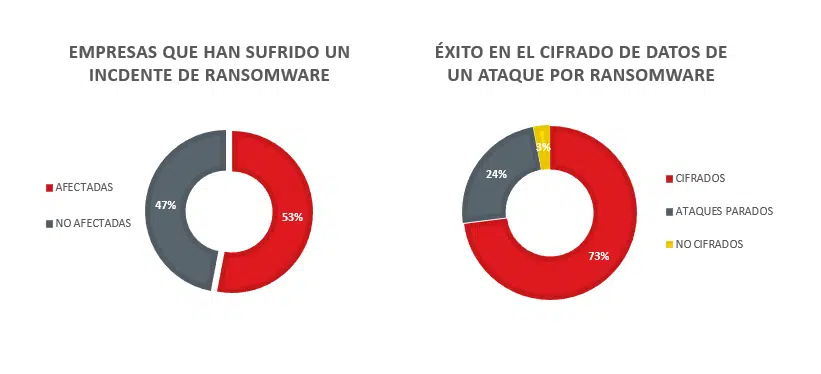 EMPRESAS QUE HAN SUFRIDO UN
INCDENTE DE RANSOMWARE
AFECTADAS
NO AFECTADAS
47%
53%
ÉXITO EN EL CIFRADO DE DATOS DE
UN ATAQUE POR RANSOMWARE
3%
24%
73%
CIFRADOS
ATAQUES PARADOS
NO CIFRADOS